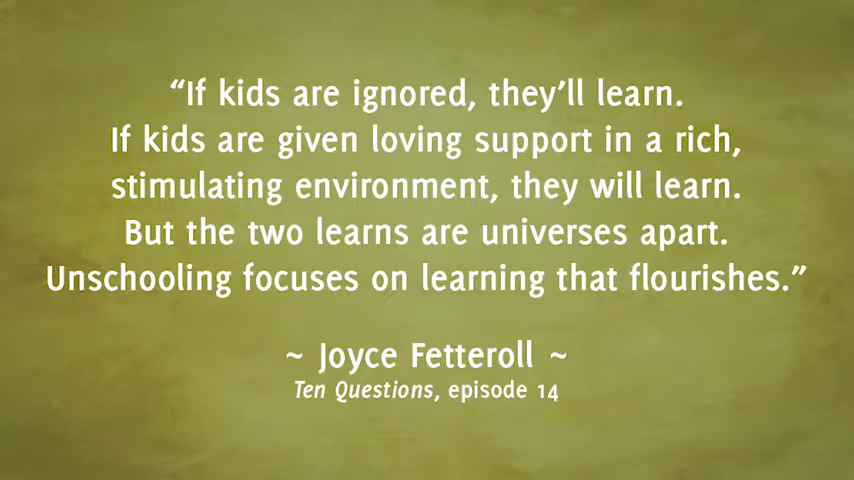 “If kids are ignored, they’ll learn.
If kids are given loving support in a rich,
stimulating environment, they will learn.
But the two learns are universes apart.
Unschooling focuses on learning that flourishes.”
~ Joyce Fetteroll ~
Ten Questions, episode 14